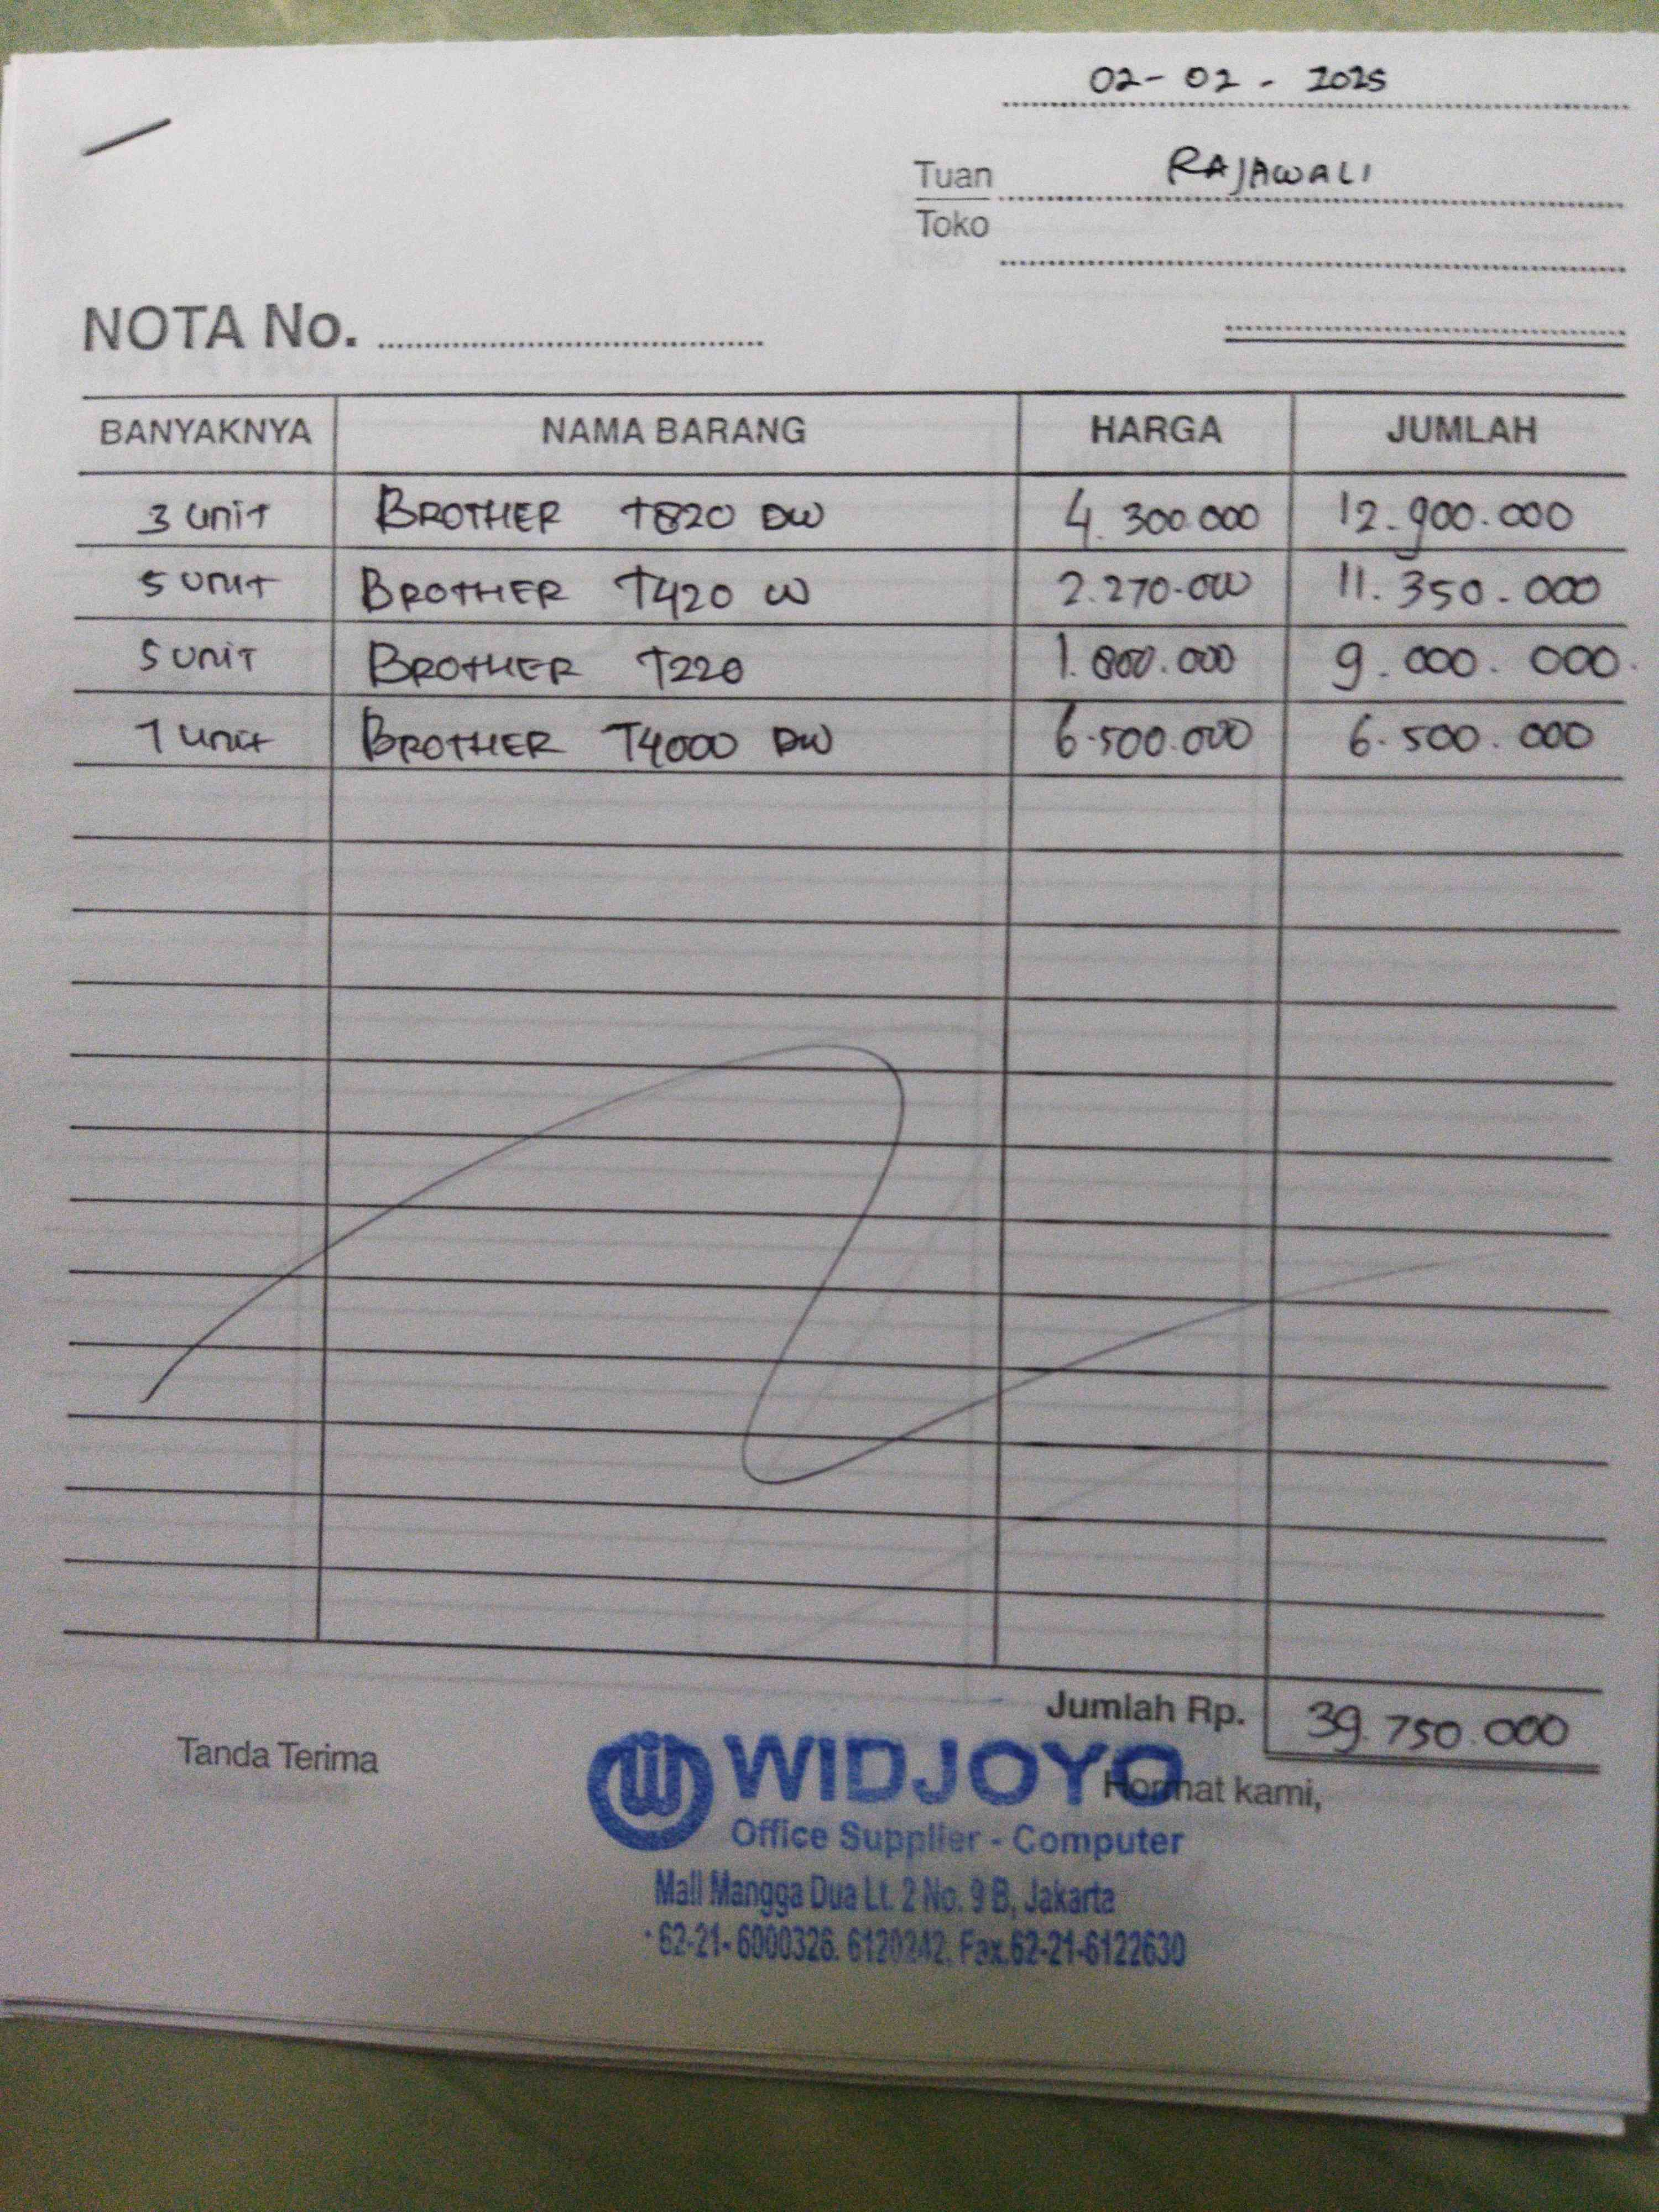 02-02-2025
Tuan RAJAWALI
Toko
NOTA No.
BANYAKNYA NAMA BARANG HARGA JUMLAH
3 UNIT BROTHER T820 DW 4.300.000 12.900.000
5 UNIT BROTHER T420 W 2.270.000 11.350.000
5 UNIT BROTHER T220 1.800.000 9.000.000
1 UNIT BROTHER T4000 DW 6.500.000 6.500.000
Jumlah Rp. 39.750.000
Tanda Terima
Hormat kami,
WIDJOYO
Office Supplier - Computer
Mall Mangga Dua Lt. 2 No. 9 B, Jakarta
62-21-6000326. 6120242, Fax.62-21-6122630